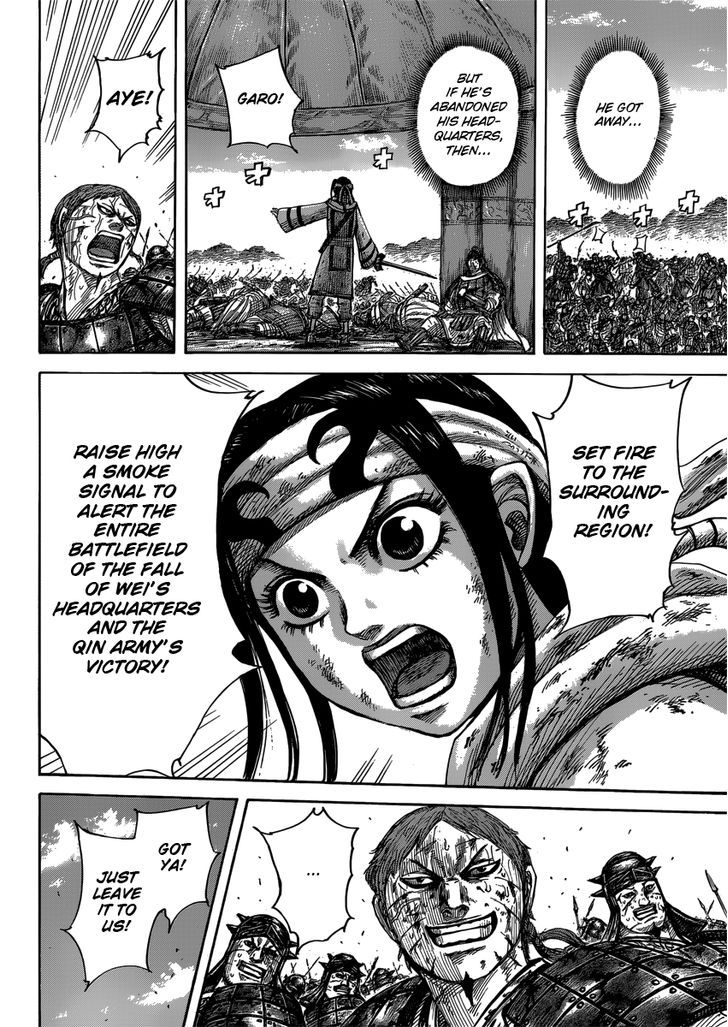 HE GOT
AWAY...
BUT
IF HE'S
ABANDONED
HIS HEAD-
QUARTERS,
THEN...
GARO!
AYE!
SET FIRE
TO THE
SURROUND-
ING
REGION!
RAISE HIGH
A SMOKE
SIGNAL TO
ALERT THE
ENTIRE
BATTLEFIELD
OF THE FALL
OF WEI'S
HEADQUARTERS
AND THE
QIN ARMY'S
VICTORY!
...
GOT
YA!
JUST
LEAVE
IT TO
US!